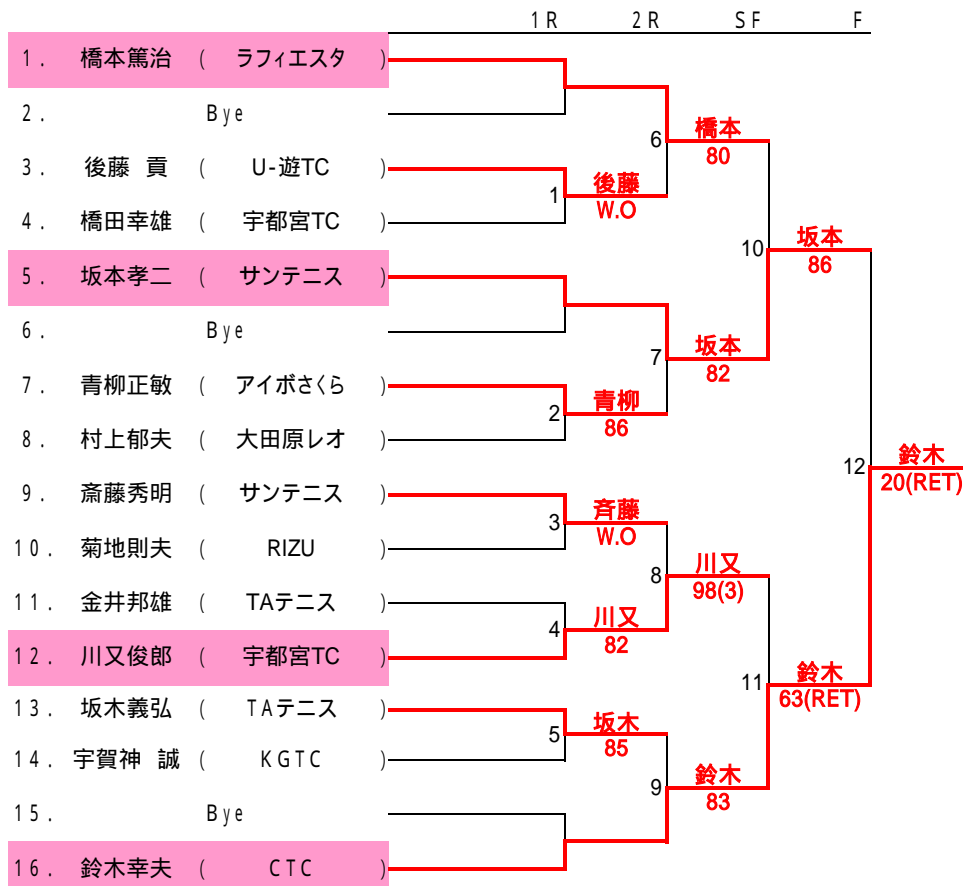 1R 2R SF F
1. 橋本篤治 ( ラフィエスタ )
2. Bye
6 橋本
80
3. 後藤 貢 ( U-遊TC )
1 後藤
W.O
4. 橋田幸雄 ( 宇都宮TC )
10 坂本
86
5. 坂本孝二 ( サンテニス )
6. Bye
7 坂本
82
7. 青柳正敏 ( アイボさくら )
2 青柳
86
8. 村上郁夫 ( 大田原レオ )
12 鈴木
20(RET)
9. 斎藤秀明 ( サンテニス )
3 斉藤
W.O
10. 菊地則夫 ( RIZU )
8 川又
98(3)
11. 金井邦雄 ( TAテニス )
4 川又
82
12. 川又俊郎 ( 宇都宮TC )
11 鈴木
63(RET)
13. 坂木義弘 ( TAテニス )
5 坂木
85
14. 宇賀神 誠 ( KGTC )
9 鈴木
83
15. Bye
16. 鈴木幸夫 ( CTC )